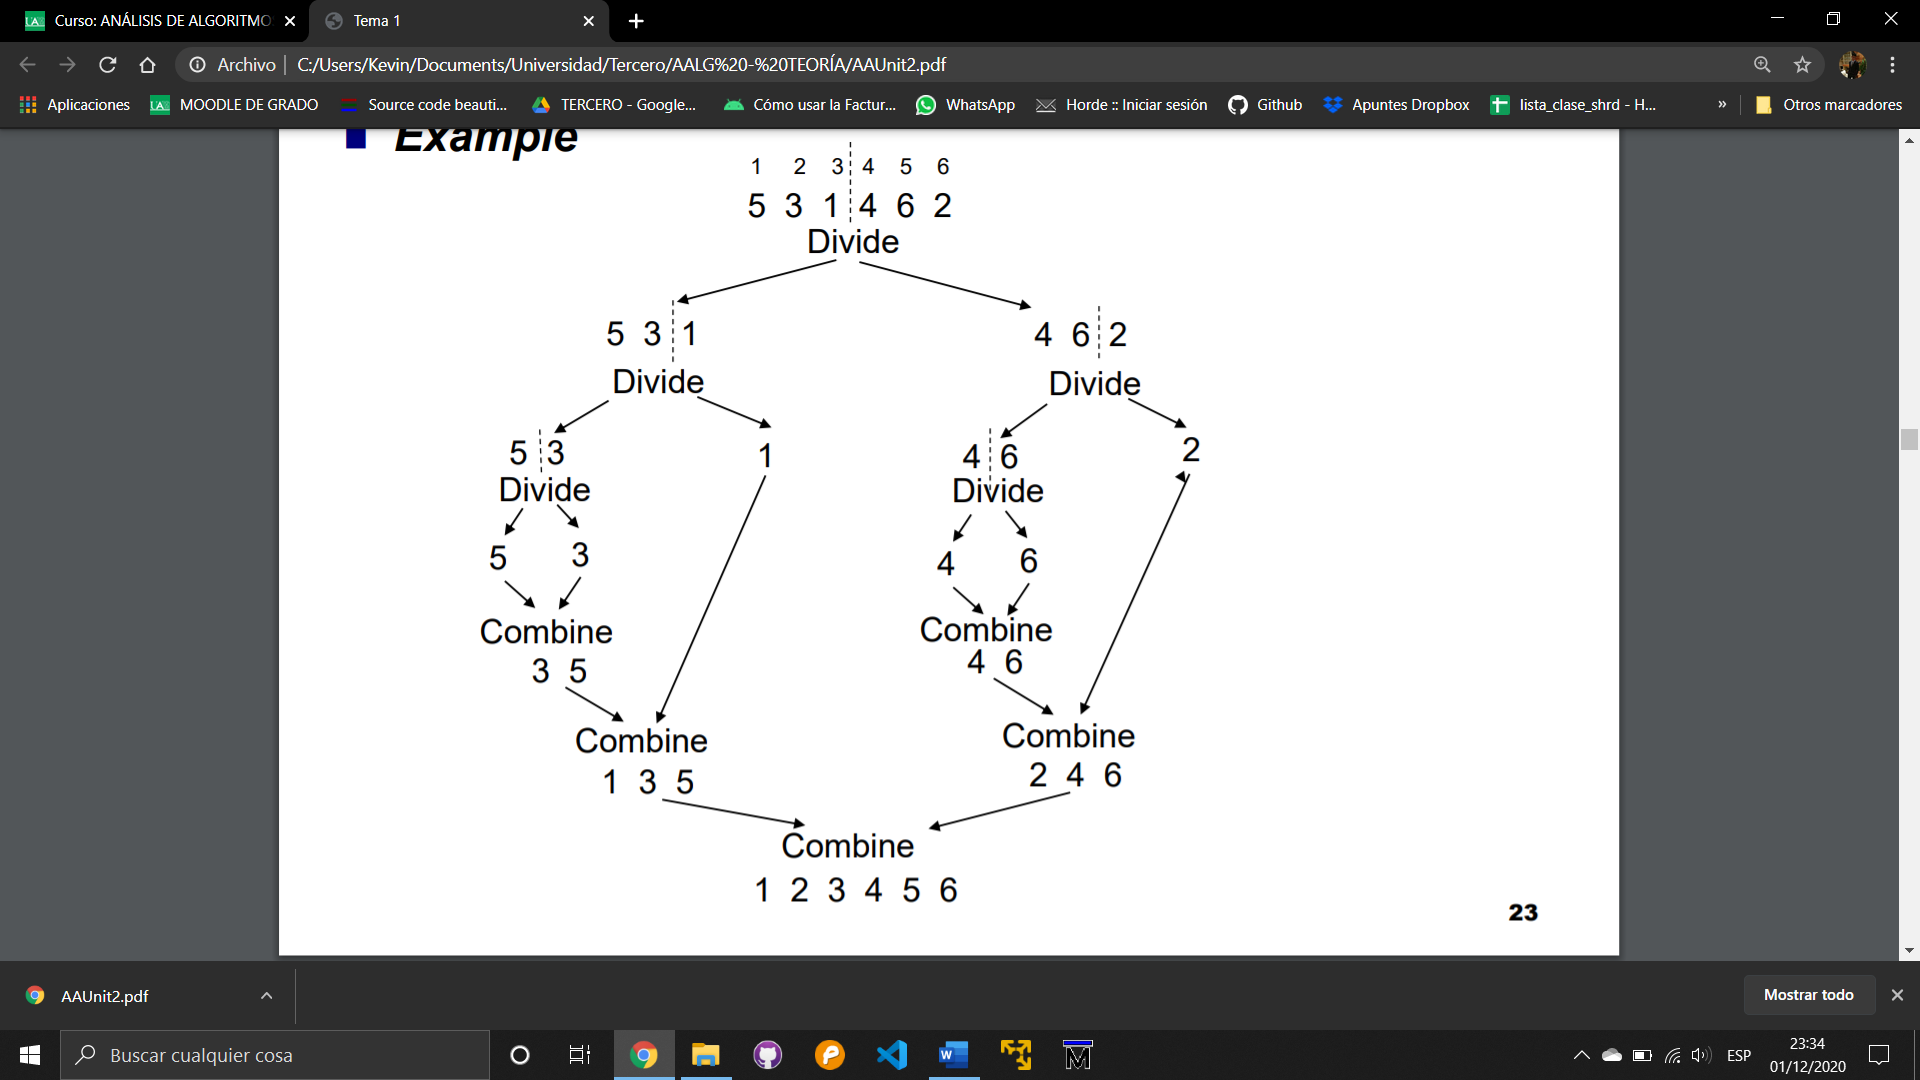 Curso: ANÁLISIS DE ALGORITMO
Tema 1
Archivo | C:/Users/Kevin/Documents/Universidad/Tercero/AALG%20-%20TEORÍA/AAUnit2.pdf
Aplicaciones LA MOODLE DE GRADO Source code beauti... TERCERO - Google... Cómo usar la Factur... WhatsApp Horde :: Iniciar sesión Github Apuntes Dropbox lista_clase_shrd - H... » Otros marcadores
Example
1 2 3 4 5 6
5 3 1 4 6 2
Divide
5 3 1 4 6 2
Divide Divide
5 3 1 4 6 2
Divide Divide
5 3 4 6
Combine Combine
3 5 4 6
Combine Combine
1 3 5 2 4 6
Combine
1 2 3 4 5 6
23
AAUnit2.pdf
Mostrar todo
Buscar cualquier cosa
ESP
23:34
01/12/2020